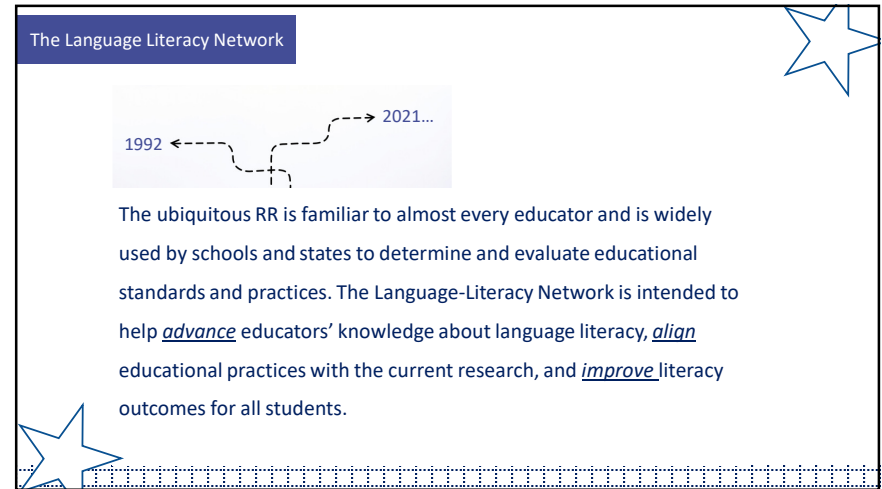 The Language Literacy Network
2021...
1992
The ubiquitous RR is familiar to almost every educator and is widely
used by schools and states to determine and evaluate educational
standards and practices. The Language-Literacy Network is intended to
help advance educators’ knowledge about language literacy, align
educational practices with the current research, and improve literacy
outcomes for all students.